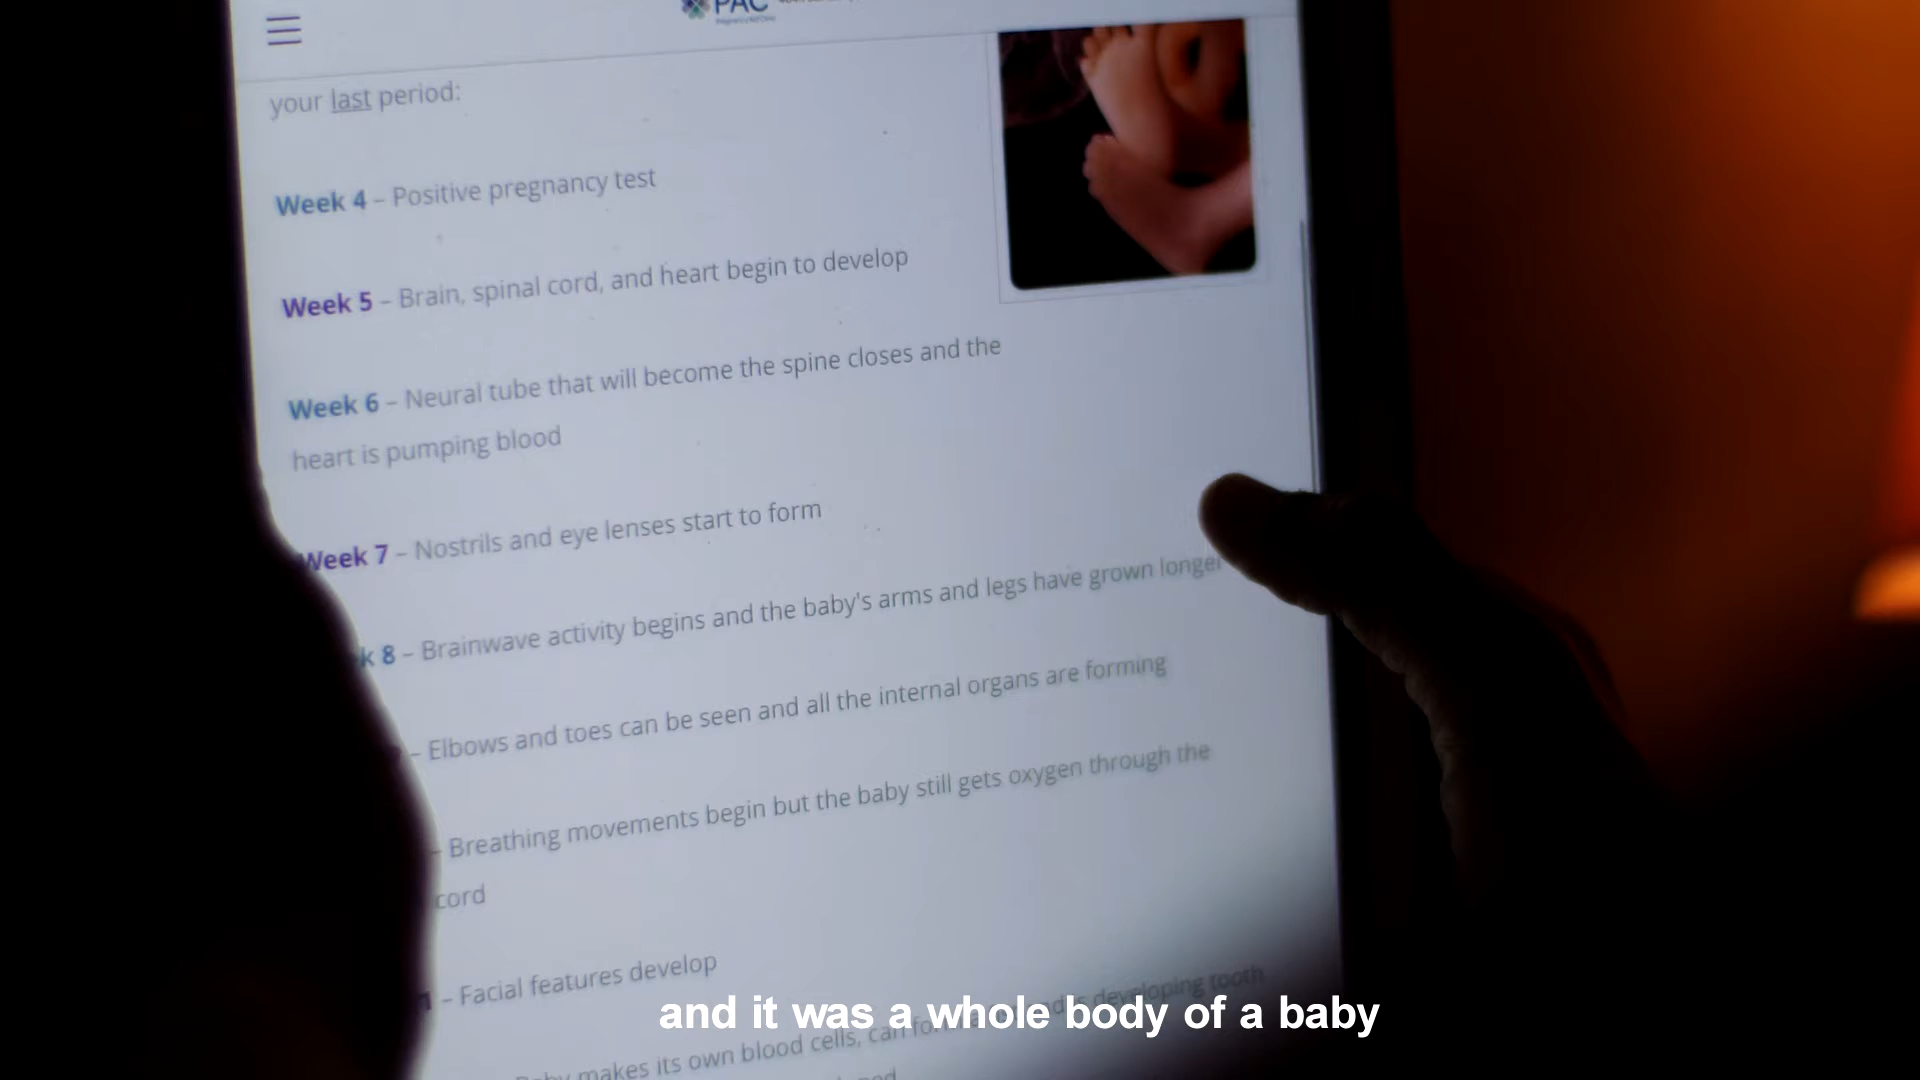 PAC
your last period:
Week 4 – Positive pregnancy test
Week 5 – Brain, spinal cord, and heart begin to develop
Week 6 – Neural tube that will become the spine closes and the
heart is pumping blood
Week 7 – Nostrils and eye lenses start to form
k 8 – Brainwave activity begins and the baby's arms and legs have grown longer
– Elbows and toes can be seen and all the internal organs are forming
– Breathing movements begin but the baby still gets oxygen through the
cord
1 – Facial features develop
developing tooth
makes its own blood cells, can
and it was a whole body of a baby